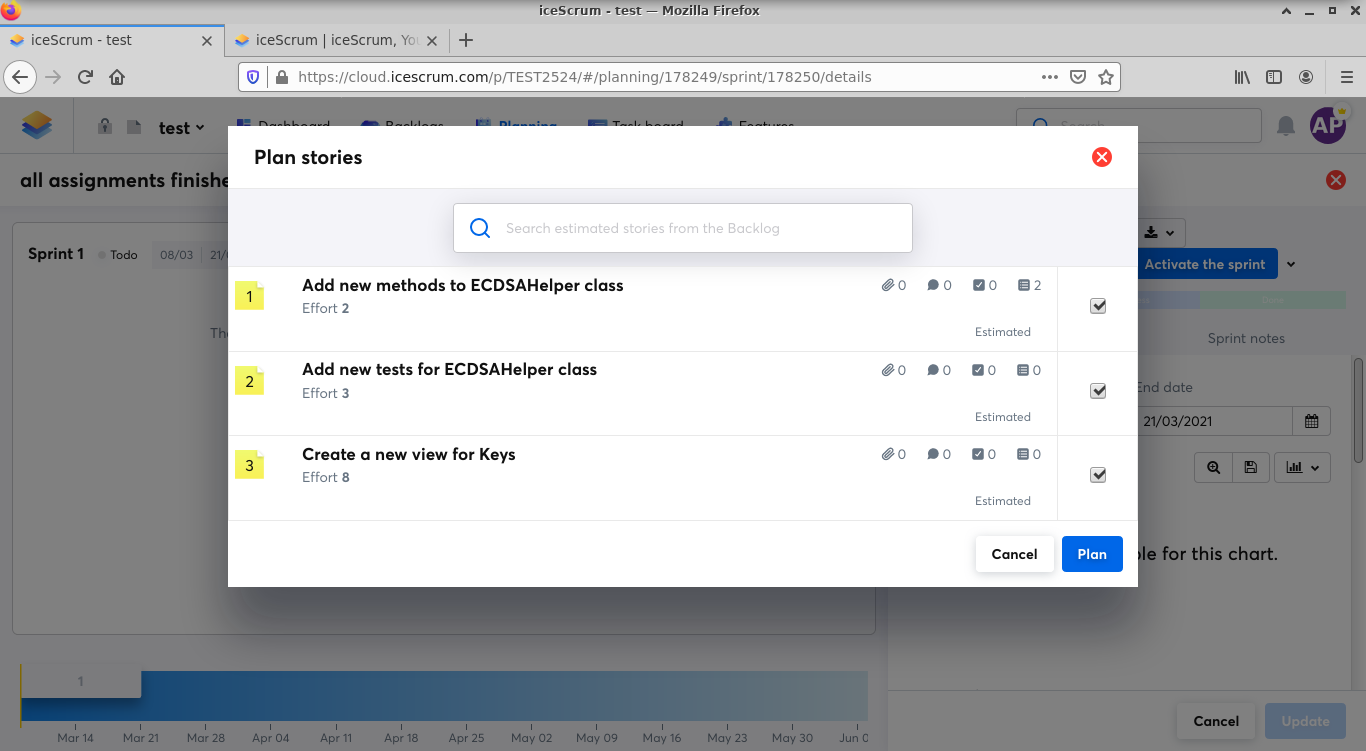 iceScrum - test — Mozilla Firefox
iceScrum - test
iceScrum | iceScrum, You
https://cloud.icescrum.com/p/TEST2524/#/planning/178249/sprint/178250/details
test
Dashboard
Backlogs
Planning
Task board
Features
Search
AP
all assignments finishe
Plan stories
Search estimated stories from the Backlog
Sprint 1
Todo
08/03
21/
Activate the sprint
Done
Sprint notes
1
Add new methods to ECDSAHelper class
0 0 0 2
Effort 2
Estimated
2
Add new tests for ECDSAHelper class
0 0 0 0
Effort 3
Estimated
3
Create a new view for Keys
0 0 0 0
Effort 8
Estimated
Cancel
Plan
The
End date
21/03/2021
ble for this chart.
1
Mar 14 Mar 21 Mar 28 Apr 04 Apr 11 Apr 18 Apr 25 May 02 May 09 May 16 May 23 May 30 Jun 0
Cancel
Update